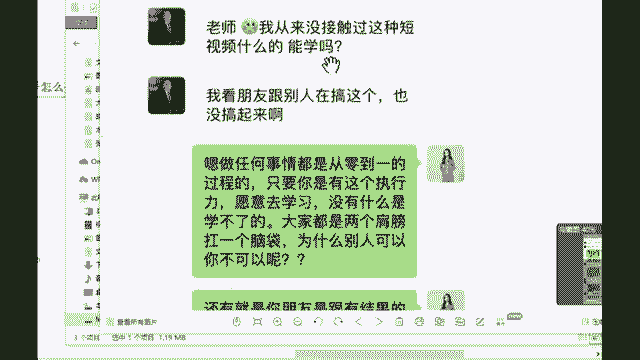 老师 我从来没接触过这种短
视频什么的 能学吗?
我看朋友跟别人在搞这个，也
没搞起来啊
嗯做任何事情都是从零到一的
过程的，只要你是有这个执行
力，愿意去学习，没有什么是
学不了的。大家都是两个肩膀
扛一个脑袋，为什么别人可以
你不可以呢？？
还有就是你朋友是跟有结果的
查看所有图片
new
1.19 MB